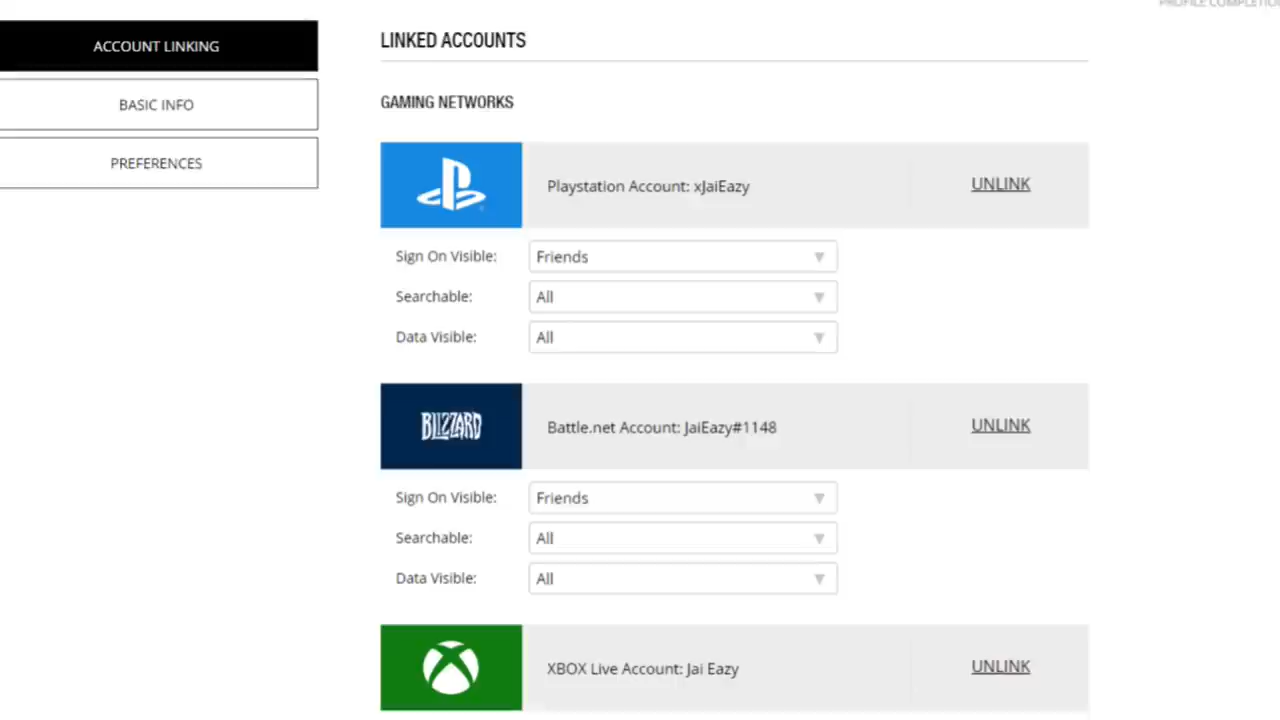 PROFILE COMPLETION
ACCOUNT LINKING
BASIC INFO
PREFERENCES
LINKED ACCOUNTS
GAMING NETWORKS
Playstation Account: xJaiEazy
UNLINK
Sign On Visible:
Friends
Searchable:
All
Data Visible:
All
BLIZZARD
Battle.net Account: JaiEazy#1148
UNLINK
Sign On Visible:
Friends
Searchable:
All
Data Visible:
All
XBOX Live Account: Jai Eazy
UNLINK